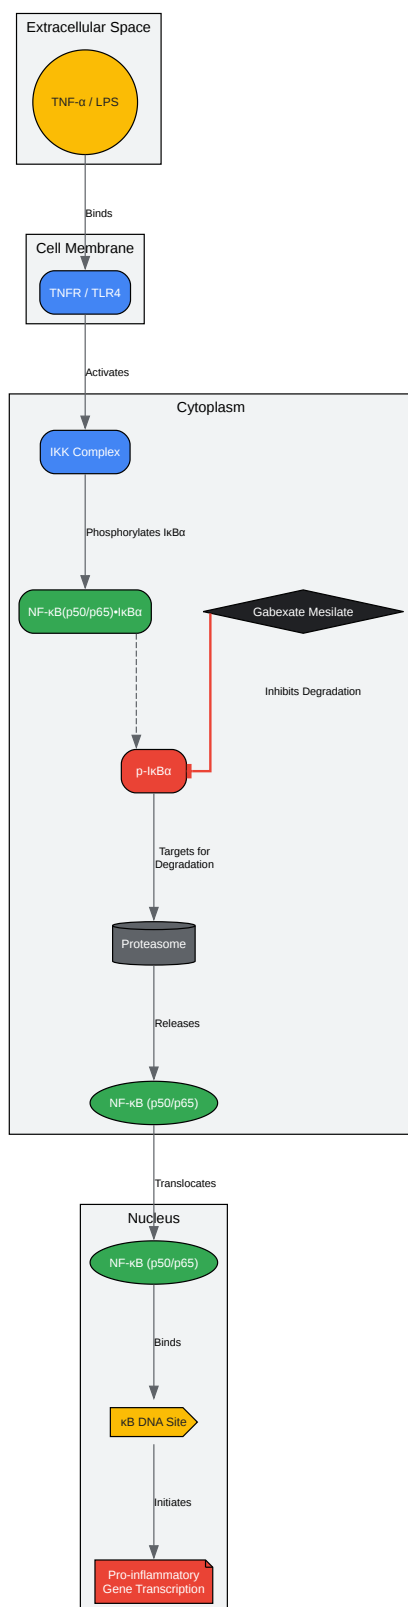 Extracellular Space
TNF-α / LPS
Binds
Cell Membrane
TNFR / TLR4
Activates
Cytoplasm
IKK Complex
Phosphorylates IκBα
NF-κB(p50/p65)•IκBα
Gabexate Mesilate
Inhibits Degradation
p-IκBα
Targets for
Degradation
Proteasome
Releases
NF-κB (p50/p65)
Translocates
Nucleus
NF-κB (p50/p65)
Binds
κB DNA Site
Initiates
Pro-inflammatory
Gene Transcription